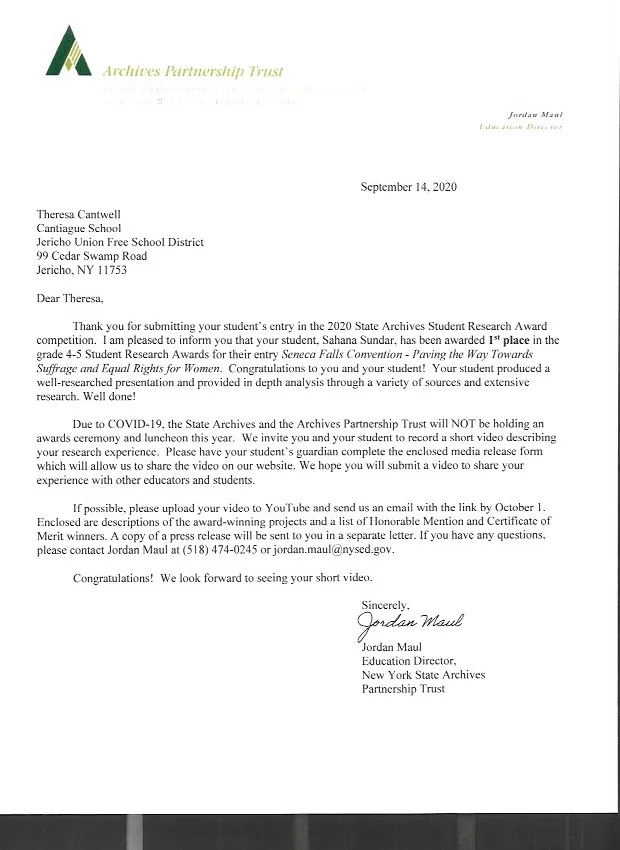 Archives Partnership Trust
Jordan Maul
Education Director
September 14, 2020
Theresa Cantwell
Cantiague School
Jericho Union Free School District
99 Cedar Swamp Road
Jericho, NY 11753
Dear Theresa,
Thank you for submitting your student's entry in the 2020 State Archives Student Research Award
competition. I am pleased to inform you that your student, Sahana Sundar, has been awarded 1st place in the
grade 4-5 Student Research Awards for their entry Seneca Falls Convention - Paving the Way Towards
Suffrage and Equal Rights for Women. Congratulations to you and your student! Your student produced a
well-researched presentation and provided in depth analysis through a variety of sources and extensive
research. Well done!
Due to COVID-19, the State Archives and the Archives Partnership Trust will NOT be holding an
awards ceremony and luncheon this year. We invite you and your student to record a short video describing
your research experience. Please have your student's guardian complete the enclosed media release form
which will allow us to share the video on our website. We hope you will submit a video to share your
experience with other educators and students.
If possible, please upload your video to YouTube and send us an email with the link by October 1.
Enclosed are descriptions of the award-winning projects and a list of Honorable Mention and Certificate of
Merit winners. A copy of a press release will be sent to you in a separate letter. If you have any questions,
please contact Jordan Maul at (518) 474-0245 or jordan.maul@nysed.gov.
Congratulations! We look forward to seeing your short video.
Sincerely,
Jordan Maul
Jordan Maul
Education Director,
New York State Archives
Partnership Trust